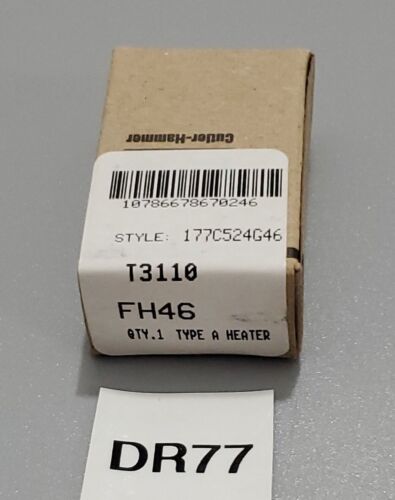 Cutler-Hammer
10786678670246
STYLE: 177C524G46
T3110
FH46
QTY.1 TYPE A HEATER
DR77